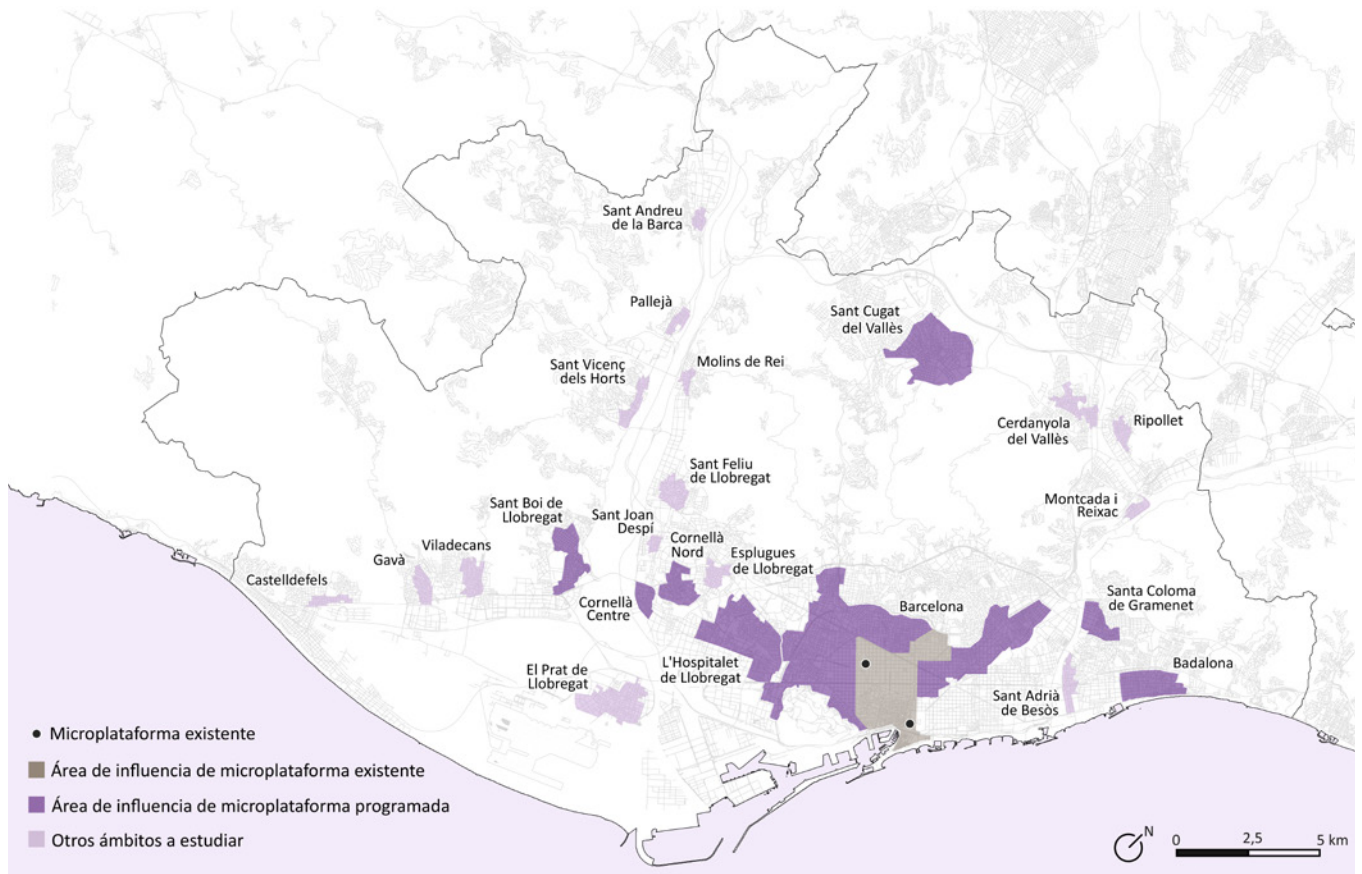 Sant Andreu
de la Barca
Pallejà
Sant Cugat
del Vallès
Sant Vicenç
dels Horts
Molins de Rei
Cerdanyola
del Vallès
Ripollet
Sant Feliu
de Llobregat
Montcada i
Reixac
Sant Boi de
Llobregat
Sant Joan
Despí
Cornellà
Nord
Esplugues
de Llobregat
Viladecans
Gavà
Castelldefels
Cornellà
Centre
Barcelona
Santa Coloma
de Gramenet
El Prat de
Llobregat
L'Hospitalet
de Llobregat
Sant Adrià
de Besòs
Badalona
Microplataforma existente
Área de influencia de microplataforma existente
Área de influencia de microplataforma programada
Otros ámbitos a estudiar
N
0 2,5 5 km